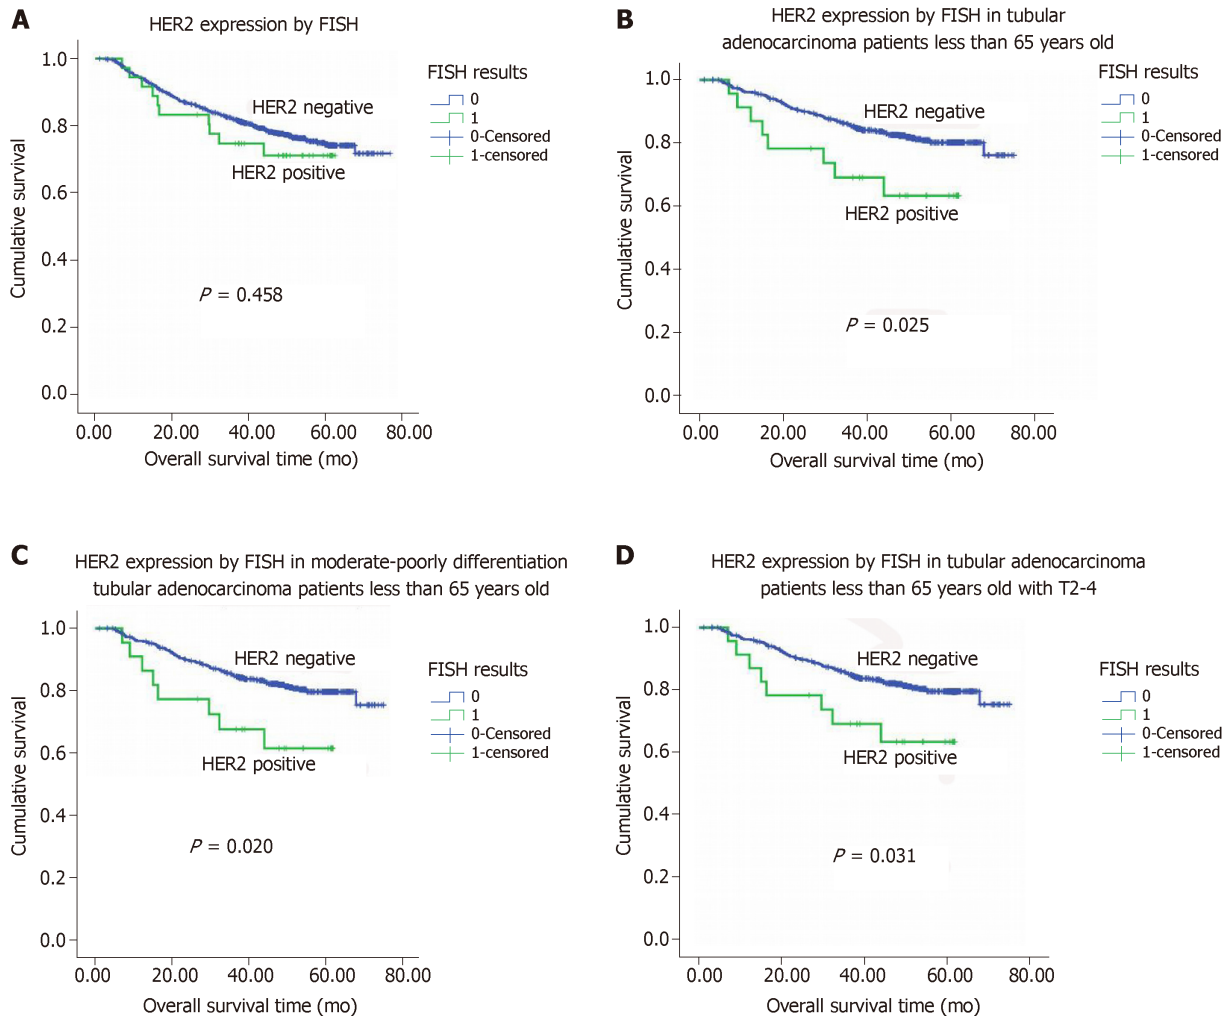 A
HER2 expression by FISH
1.0
0.8
0.6
0.4
0.2
0.0
Cumulative survival
HER2 negative
HER2 positive
P = 0.458
0.00 20.00 40.00 60.00 80.00
Overall survival time (mo)
FISH results
0
1
0-Censored
1-censored
B
HER2 expression by FISH in tubular
adenocarcinoma patients less than 65 years old
1.0
0.8
0.6
0.4
0.2
0.0
Cumulative survival
HER2 negative
HER2 positive
P = 0.025
0.00 20.00 40.00 60.00 80.00
Overall survival time (mo)
FISH results
0
1
0-Censored
1-censored
C
HER2 expression by FISH in moderate-poorly differentiation
tubular adenocarcinoma patients less than 65 years old
1.0
0.8
0.6
0.4
0.2
0.0
Cumulative survival
HER2 negative
HER2 positive
P = 0.020
0.00 20.00 40.00 60.00 80.00
Overall survival time (mo)
FISH results
0
1
0-Censored
1-censored
D
HER2 expression by FISH in tubular adenocarcinoma
patients less than 65 years old with T2-4
1.0
0.8
0.6
0.4
0.2
0.0
Cumulative survival
HER2 negative
HER2 positive
P = 0.031
0.00 20.00 40.00 60.00 80.00
Overall survival time (mo)
FISH results
0
1
0-Censored
1-censored